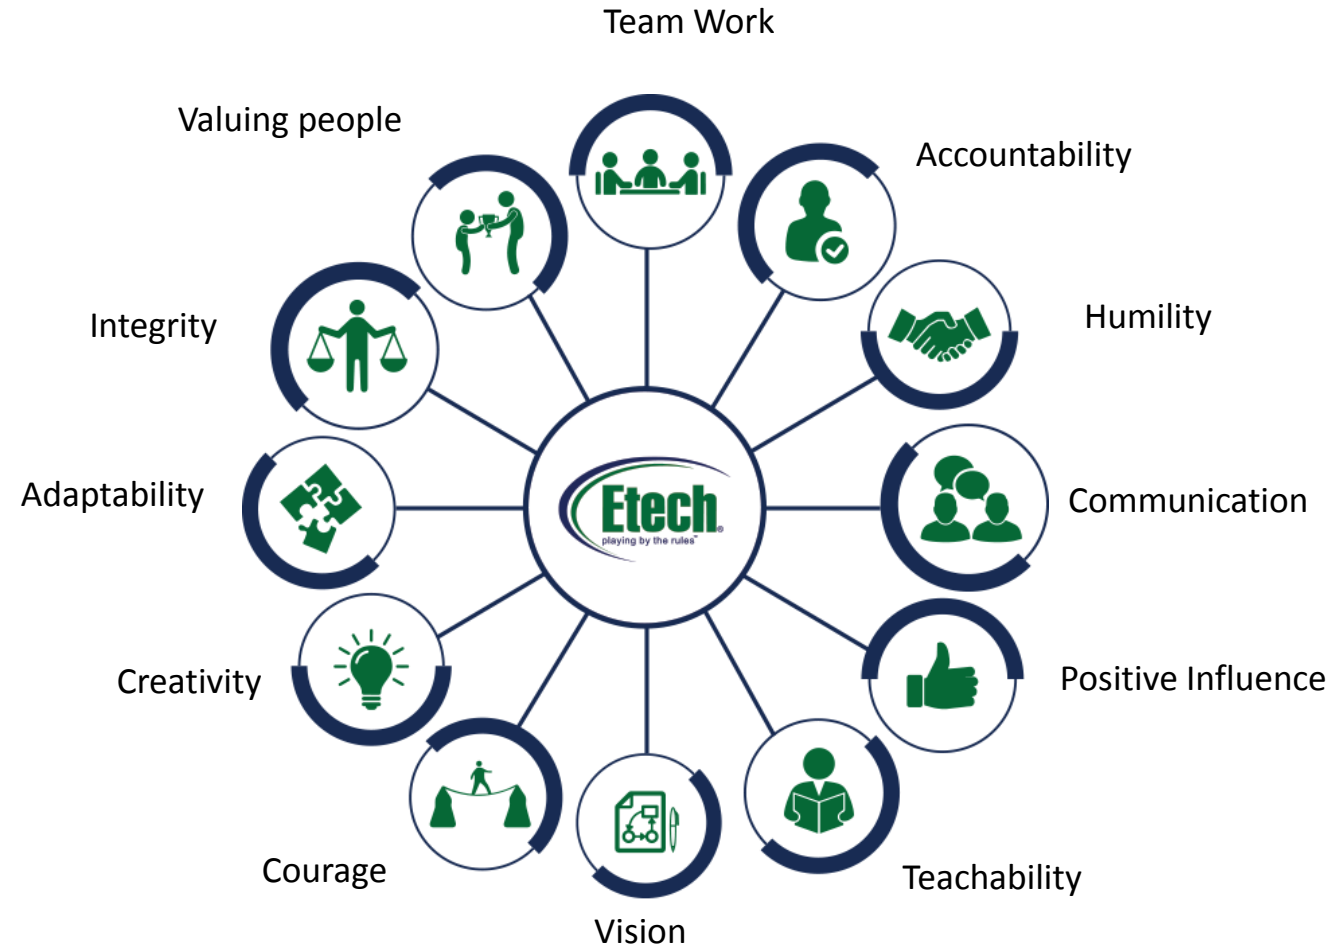 Team Work
Valuing people
Accountability
Integrity
Humility
Adaptability
Communication
Etech®
playing by the rules™
Creativity
Positive Influence
Courage
Teachability
Vision